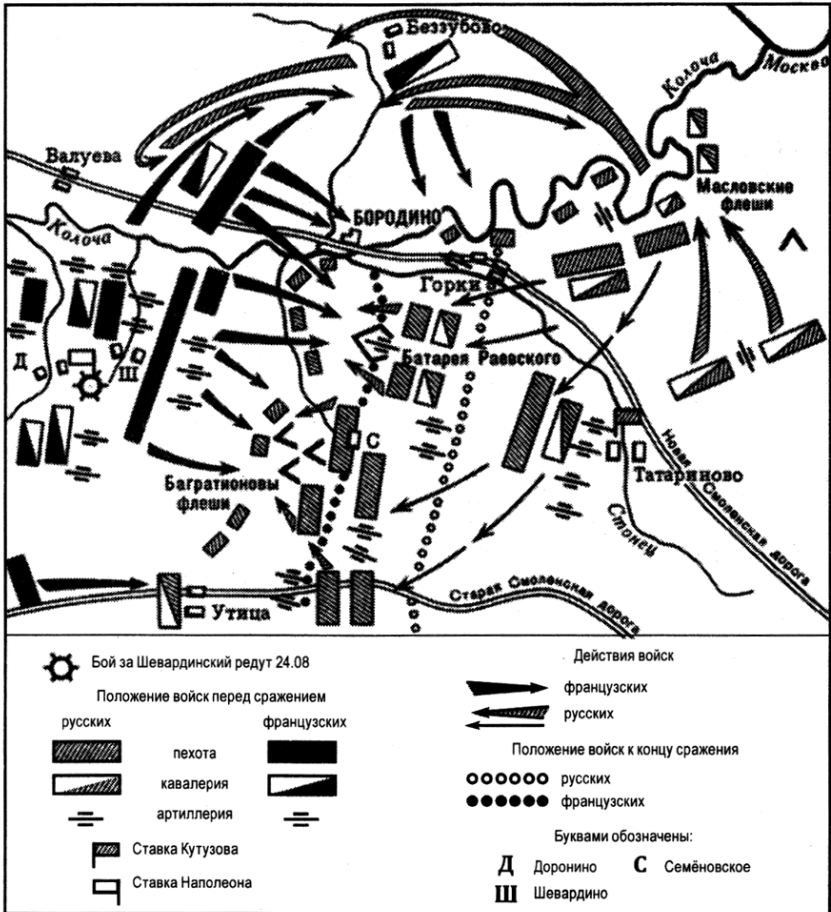 Беззубово
Колоча
Москва
Валуева
Масловские
флеши
БОРОДИНО
Колоча
Горки
Батарея Раевского
Д
Ш
С
Татариново
Багратионовы
флеши
Стонец
Новая Смоленская дорога
Старая Смоленская дорога
Утица
Бой за Шевардинский редут 24.08
Положение войск перед сражением
русских
французских
пехота
кавалерия
артиллерия
Ставка Кутузова
Ставка Наполеона
Действия войск
французских
русских
Положение войск к концу сражения
русских
французских
Буквами обозначены:
Д Доронино С Семёновское
Ш Шевардино